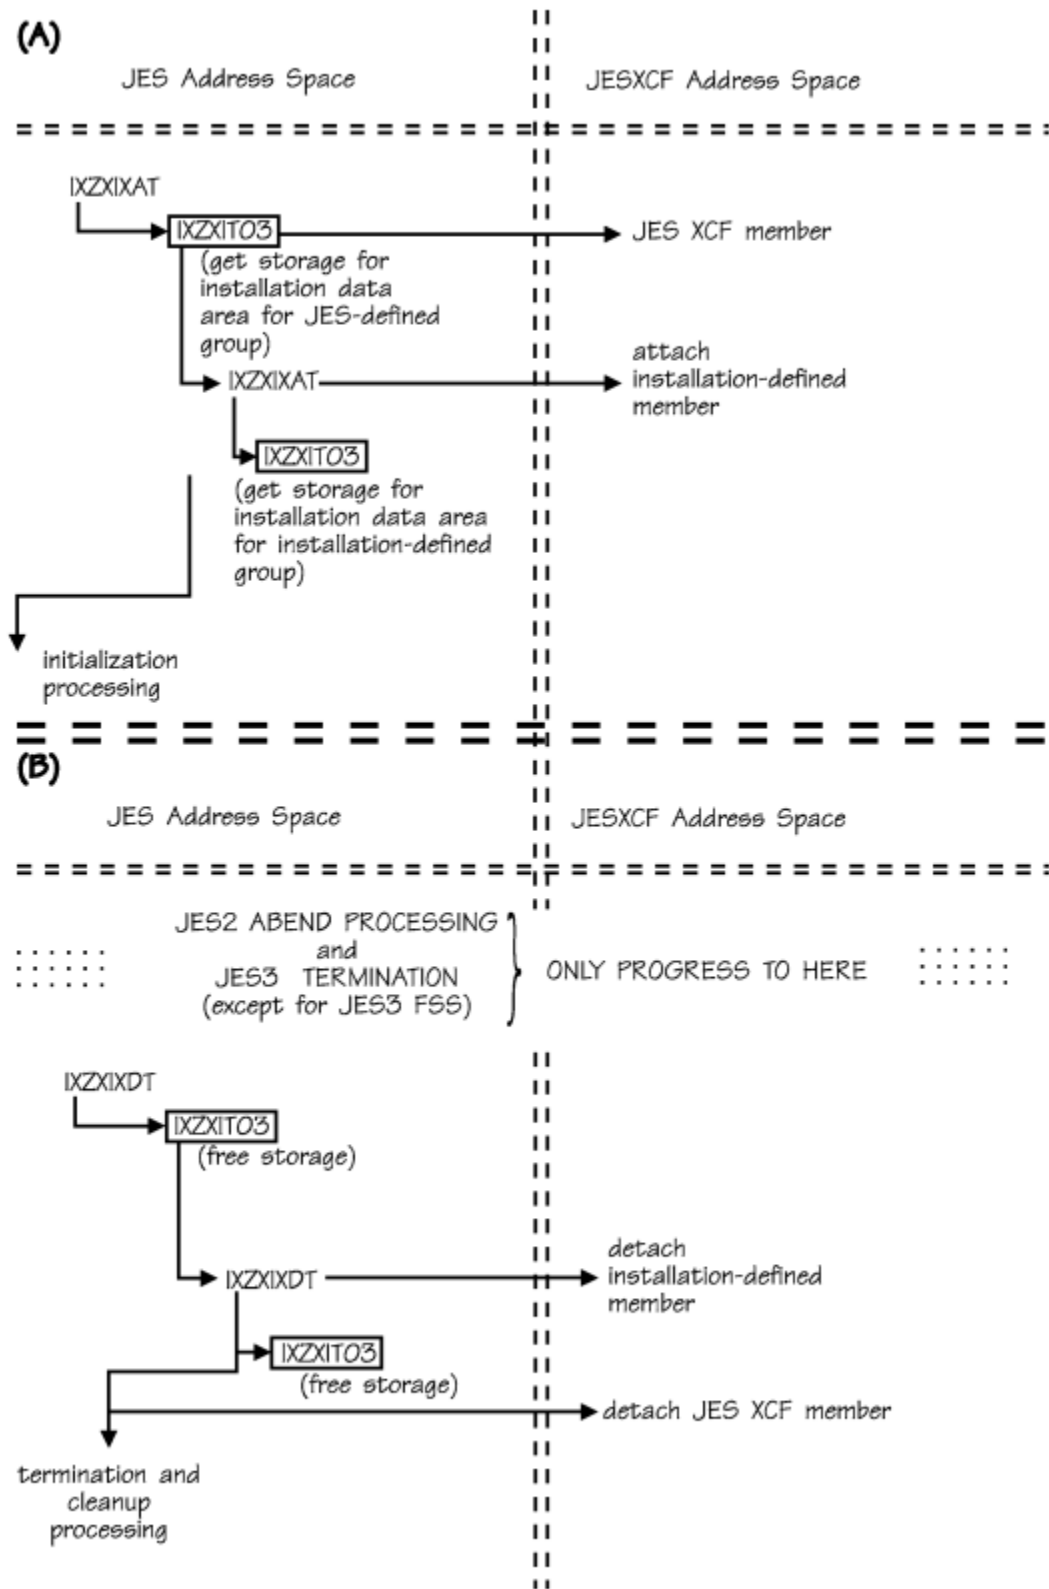 (A)
JES Address Space
JESXCF Address Space
IXZXIXAT
IXZXIT03
JES XCF member
(get storage for
installation data
area for JES-defined
group)
attach
installation-defined
member
IXZXIXAT
IXZXIT03
(get storage for
installation data area
for installation-defined
group)
initialization
processing
(B)
JES Address Space
JESXCF Address Space
JES2 ABEND PROCESSING
and
JES3 TERMINATION
(except for JES3 FSS)
ONLY PROGRESS TO HERE
IXZXIXDT
IXZXIT03
(free storage)
detach
installation-defined
member
IXZXIXDT
IXZXIT03
(free storage)
detach JES XCF member
termination and
cleanup
processing